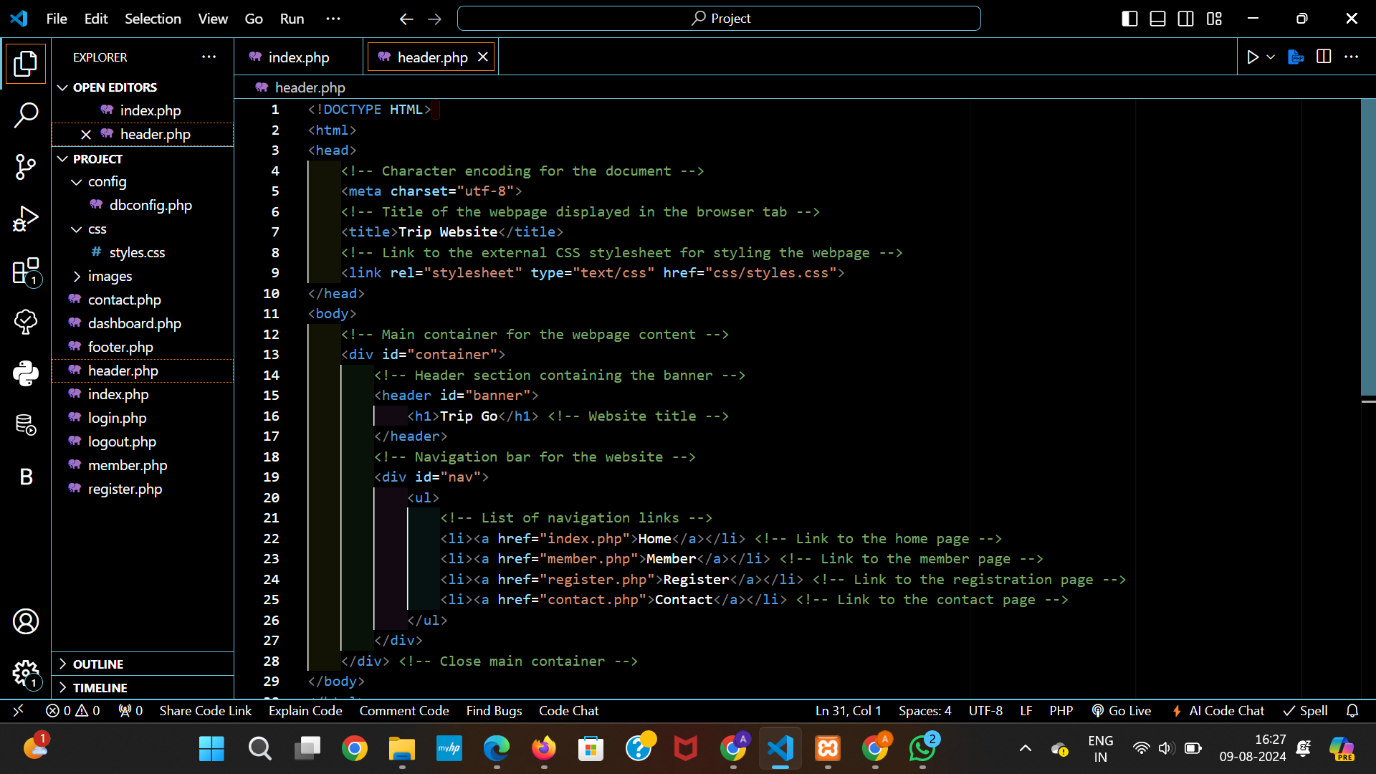 File Edit Selection View Go Run ··· Project
EXPLORER ···
OPEN EDITORS
index.php
header.php
PROJECT
config
dbconfig.php
css
# styles.css
images
contact.php
dashboard.php
footer.php
header.php
index.php
login.php
logout.php
member.php
register.php
OUTLINE
TIMELINE
1
B
1
index.php header.php
header.php
1 <!DOCTYPE HTML>
2 <html>
3 <head>
4 <!-- Character encoding for the document -->
5 <meta charset="utf-8">
6 <!-- Title of the webpage displayed in the browser tab -->
7 <title>Trip Website</title>
8 <!-- Link to the external CSS stylesheet for styling the webpage -->
9 <link rel="stylesheet" type="text/css" href="css/styles.css">
10 </head>
11 <body>
12 <!-- Main container for the webpage content -->
13 <div id="container">
14 <!-- Header section containing the banner -->
15 <header id="banner">
16 <h1>Trip Go</h1> <!-- Website title -->
17 </header>
18 <!-- Navigation bar for the website -->
19 <div id="nav">
20 <ul>
21 <!-- List of navigation links -->
22 <li><a href="index.php">Home</a></li> <!-- Link to the home page -->
23 <li><a href="member.php">Member</a></li> <!-- Link to the member page -->
24 <li><a href="register.php">Register</a></li> <!-- Link to the registration page -->
25 <li><a href="contact.php">Contact</a></li> <!-- Link to the contact page -->
26 </ul>
27 </div>
28 </div> <!-- Close main container -->
29 </body>
0 0 0 Share Code Link Explain Code Comment Code Find Bugs Code Chat Ln 31, Col 1 Spaces: 4 UTF-8 LF PHP Go Live AI Code Chat Spell
1 myhp A A 2 ENG IN 16:27 09-08-2024 PRE